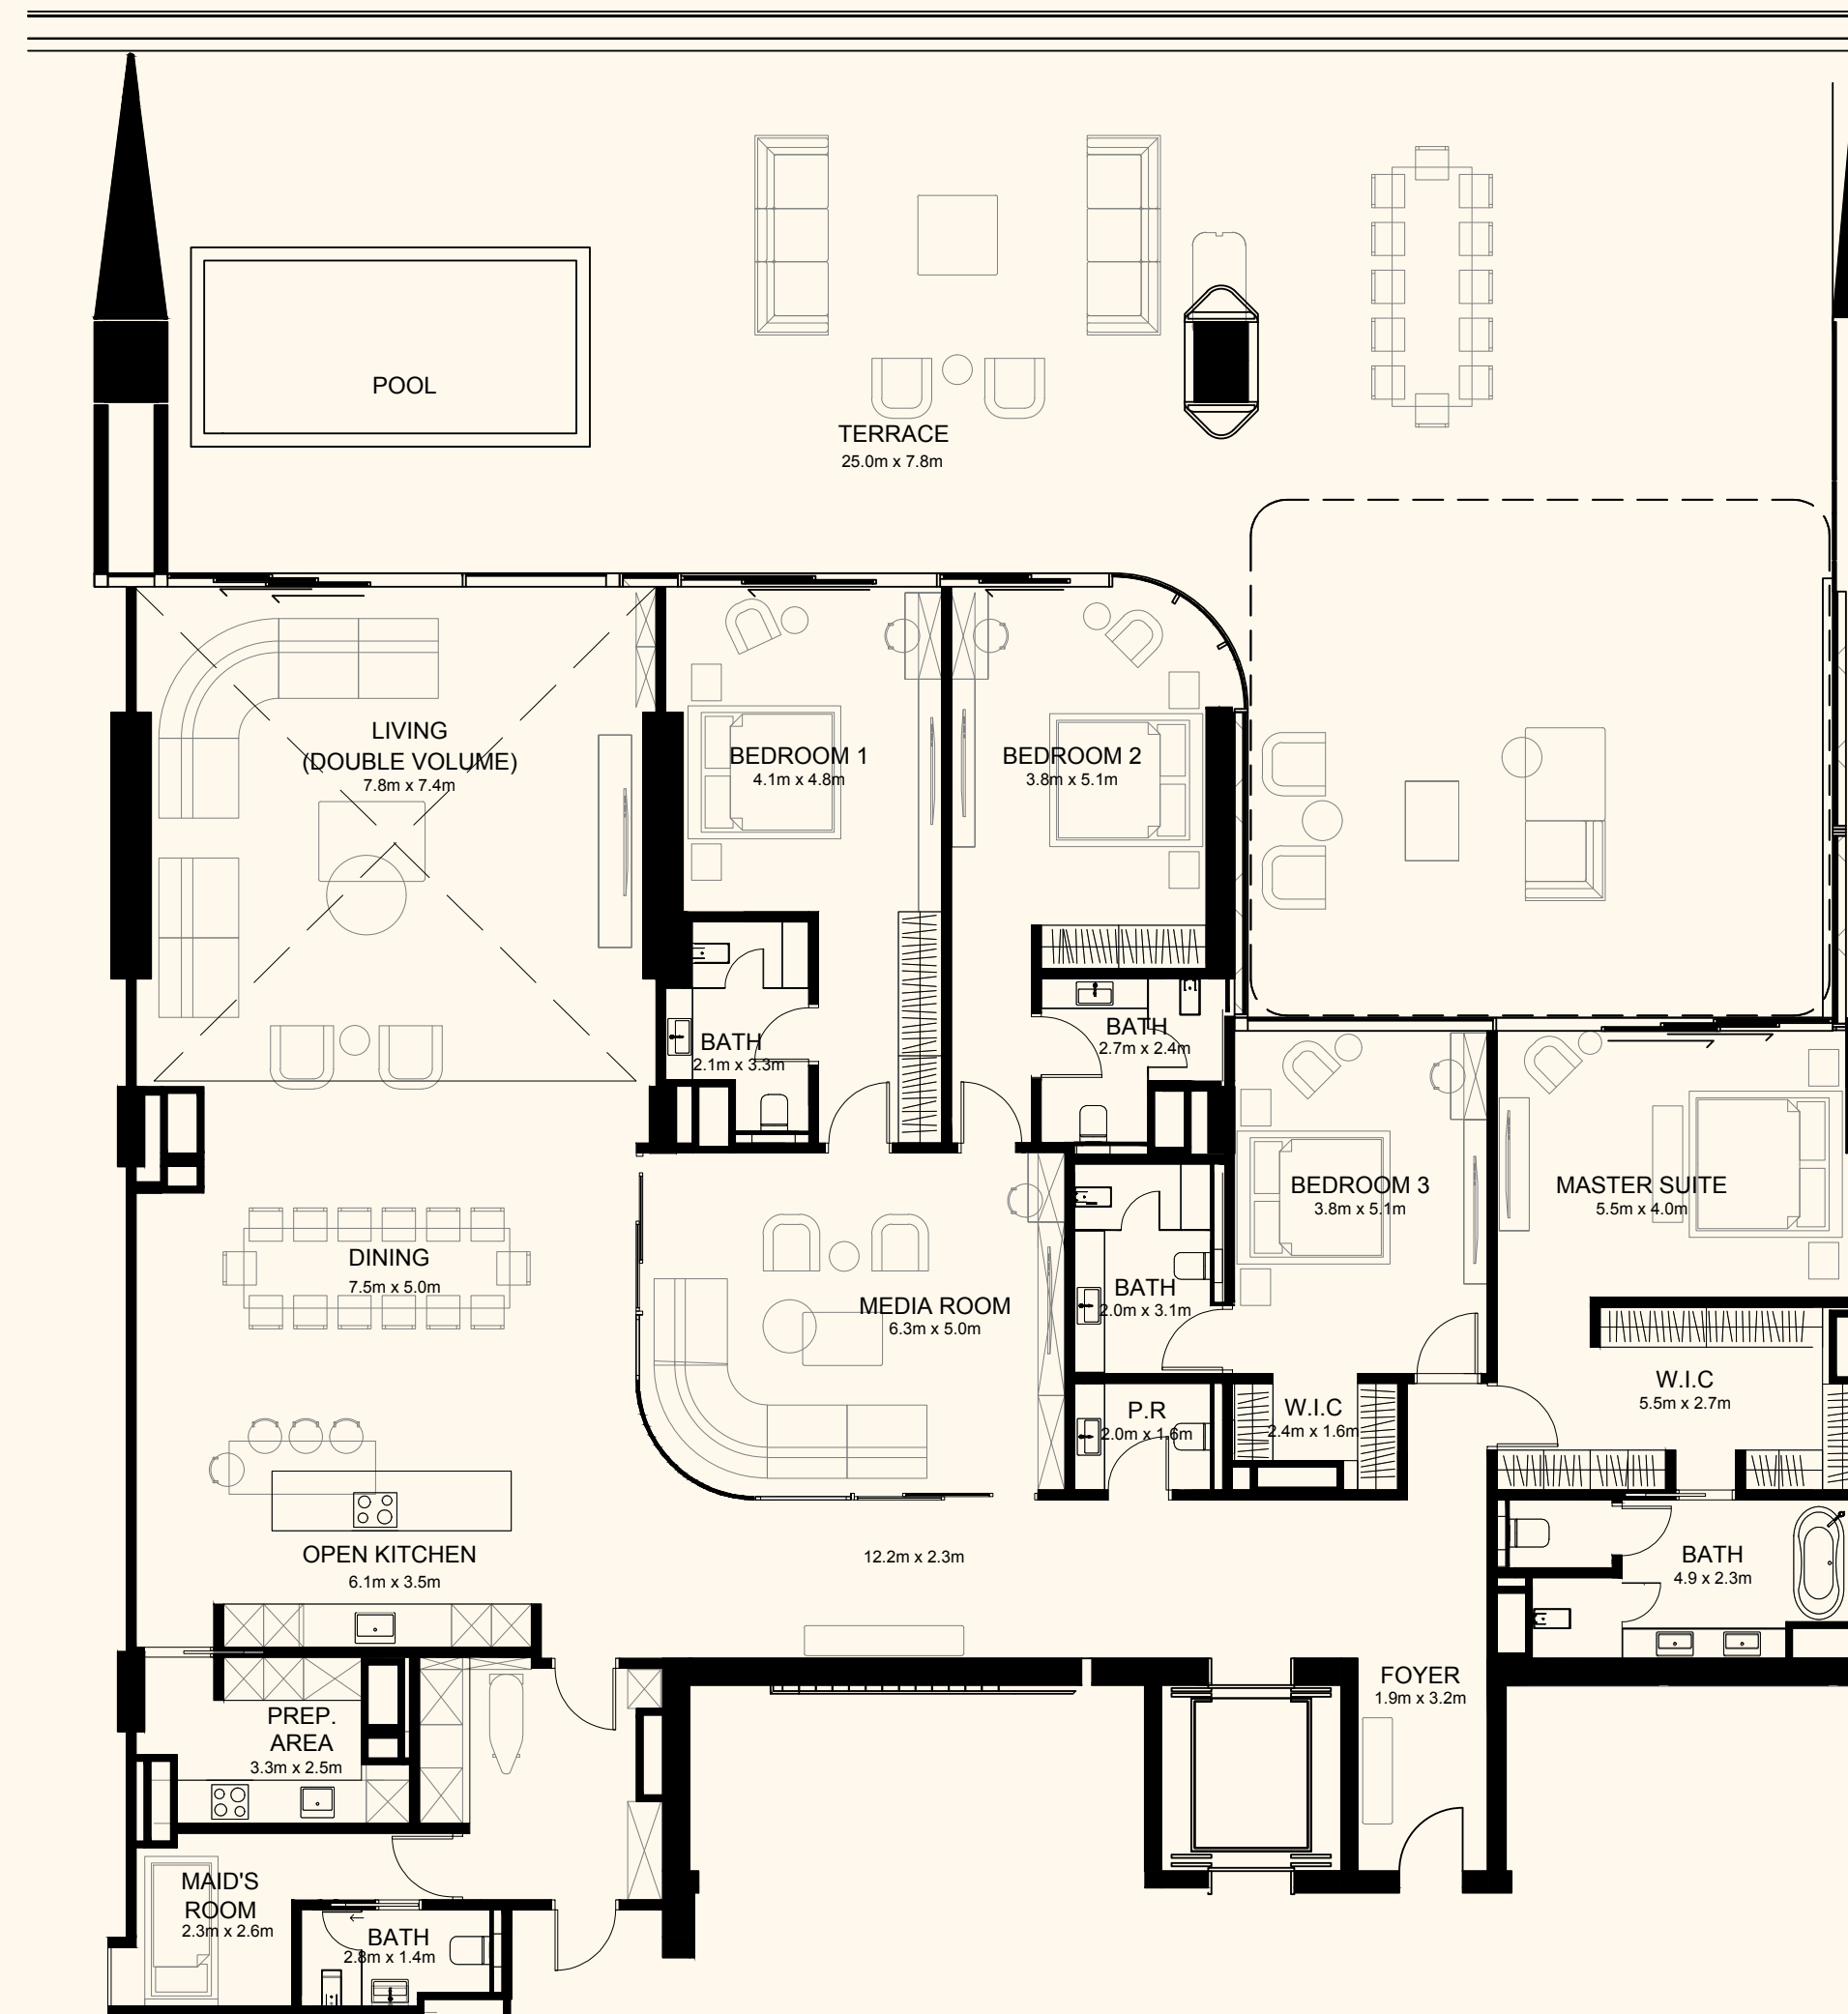 POOL
TERRACE
25.0m x 7.8m
LIVING
(DOUBLE VOLUME)
7.8m x 7.4m
BEDROOM 1
4.1m x 4.8m
BEDROOM 2
3.8m x 5.1m
BATH
2.1m x 3.3m
BATH
2.7m x 2.4m
BEDROOM 3
3.8m x 5.1m
MASTER SUITE
5.5m x 4.0m
DINING
7.5m x 5.0m
MEDIA ROOM
6.3m x 5.0m
BATH
2.0m x 3.1m
W.I.C
5.5m x 2.7m
P.R
2.0m x 1.6m
W.I.C
2.4m x 1.6m
OPEN KITCHEN
6.1m x 3.5m
12.2m x 2.3m
BATH
4.9 x 2.3m
FOYER
1.9m x 3.2m
PREP.
AREA
3.3m x 2.5m
MAID'S
ROOM
2.3m x 2.6m
BATH
2.8m x 1.4m